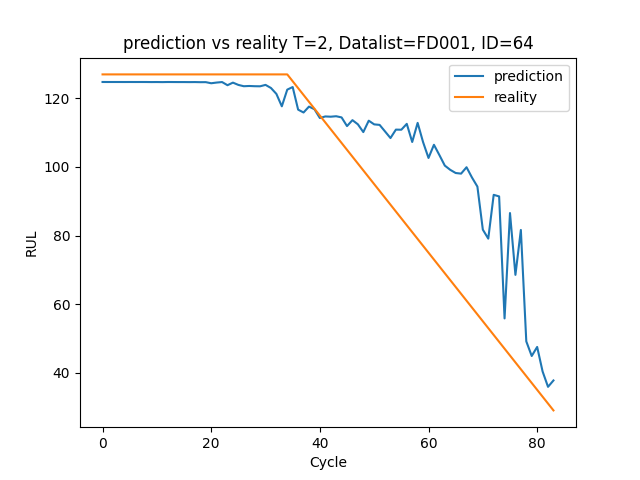 prediction vs reality T=2, Datalist=FD001, ID=64
prediction
reality
RUL
120
100
80
60
40
0 20 40 60 80
Cycle